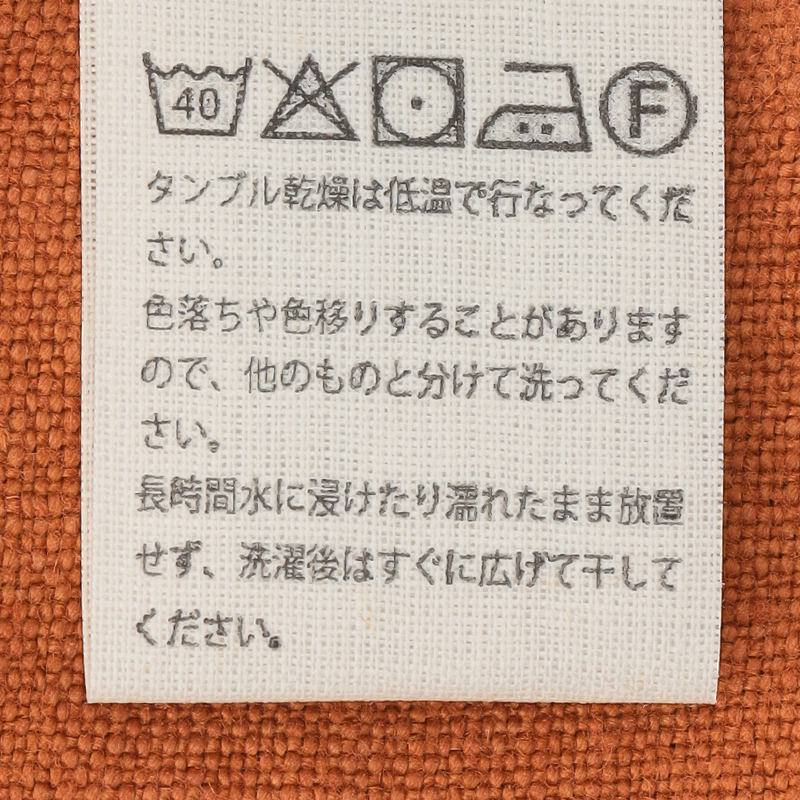 40 F
タンブル乾燥は低温で行なってくだ
さい。
色落ちや色移りすることがあります
ので、他のものと分けて洗ってくだ
さい。
長時間水に浸けたり濡れたまま放置
せず、洗濯後はすぐに広げて干して
ください。